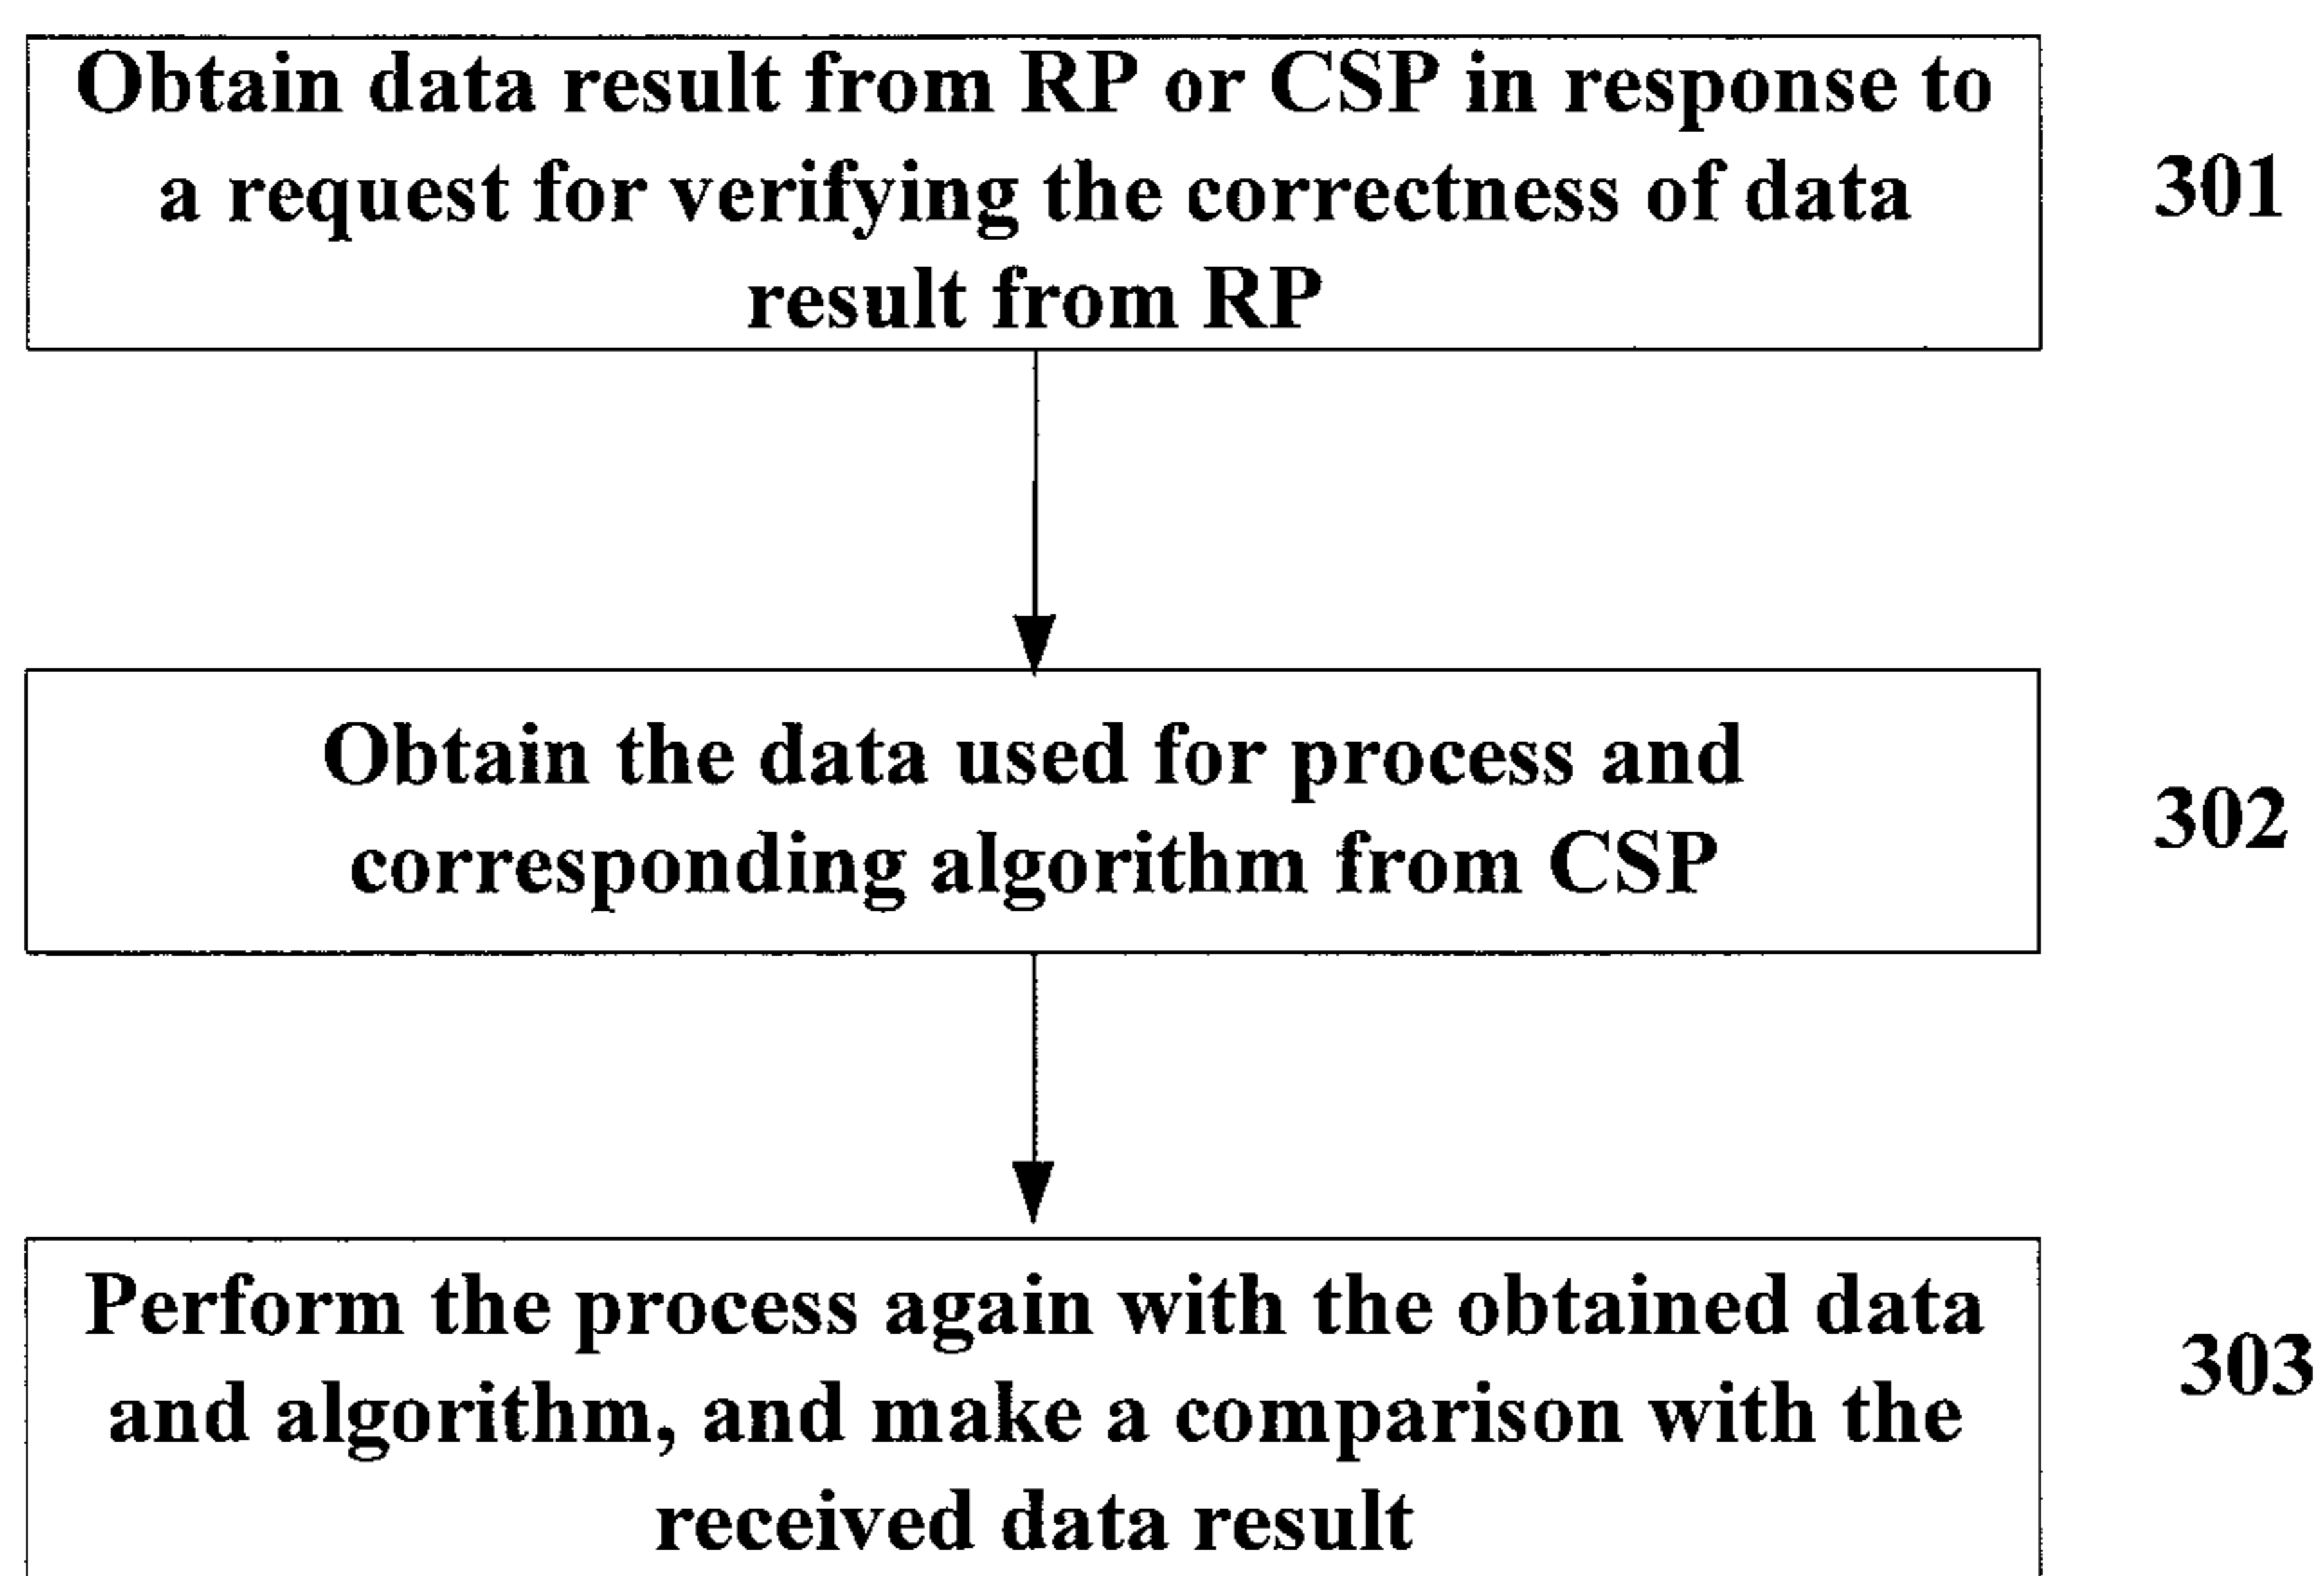 Obtain data result from RP or CSP in response to
a request for verifying the correctness of data
result from RP
301
Obtain the data used for process and
corresponding algorithm from CSP
302
Perform the process again with the obtained data
and algorithm, and make a comparison with the
received data result
303